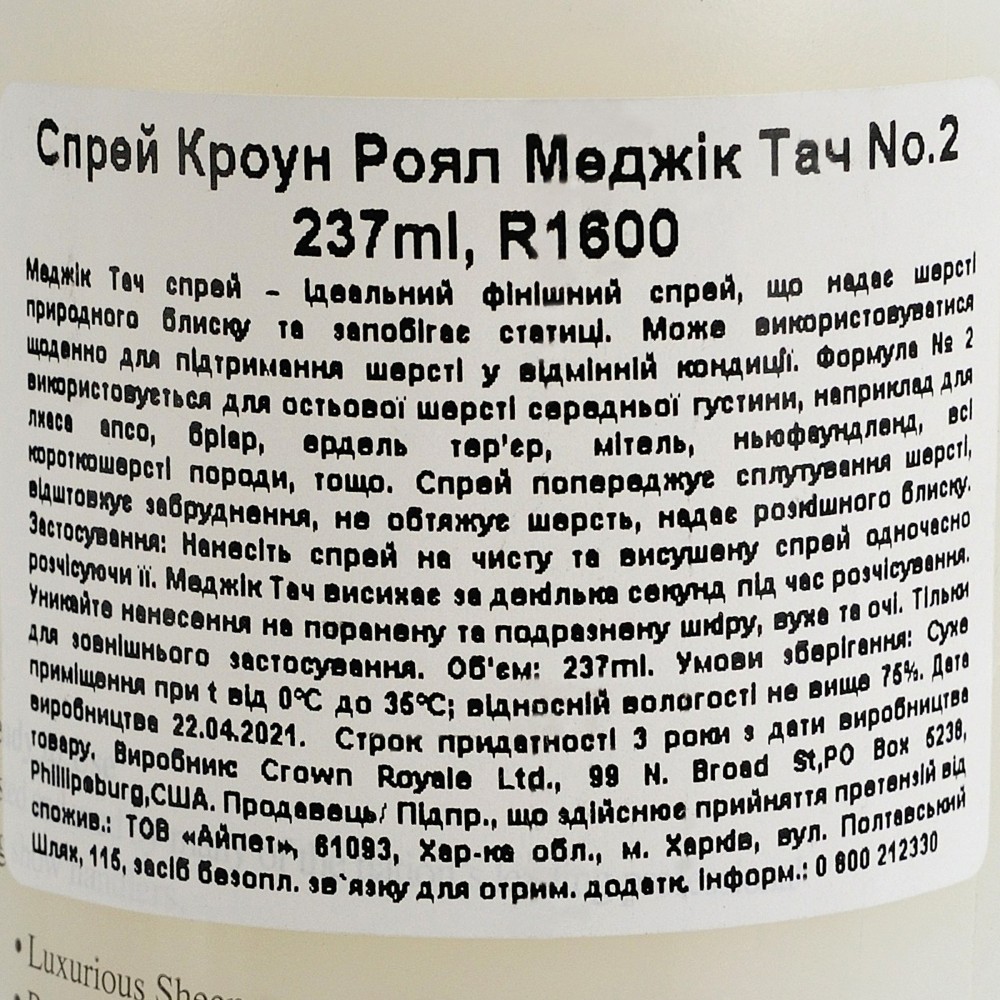 Спрей Кроун Роял Меджік Тач No.2
237ml, R1600
Меджік Тач спрей – ідеальний фінішний спрей, що надає шерсті
природного блиску та запобігає статиці. Може використовуватися
щоденно для підтримання шерсті у відмінній кондиції. Формула № 2
використовується для остьової шерсті середньої густини, наприклад для
лхаса апсо, бріар, ердель тер'єр, мітель, ньюфаундленд, всі
короткошерсті породи, тощо. Спрей попереджує сплутування шерсті,
відштовхує забруднення, не обтяжує шерсть, надає розкішного блиску.
Застосування: Нанесіть спрей на чисту та висушену спрей одночасно
розчісуючи її. Меджік Тач висихає за декілька секунд під час розчісування.
Уникайте нанесення на поранену та подразнену шкіру, вуха та очі. Тільки
для зовнішнього застосування. Об'єм: 237ml. Умови зберігання: Сухе
приміщення при t від 0°C до 35°C; відносній вологості не вище 75%. Дата
виробництва 22.04.2021. Строк придатності 3 роки з дати виробництва
товару. Виробник: Crown Royale Ltd., 99 N. Broad St,PO Box 5238,
Phillipsburg,США. Продавець/ Підпр., що здійснює прийняття претензій від
спожив.: ТОВ «Айпет», 61093, Хар-ка обл., м. Харків, вул. Полтавський
Шлях, 115, засіб безопл. зв`язку для отрим. додатк. інформ.: 0 800 212330
• Luxurious